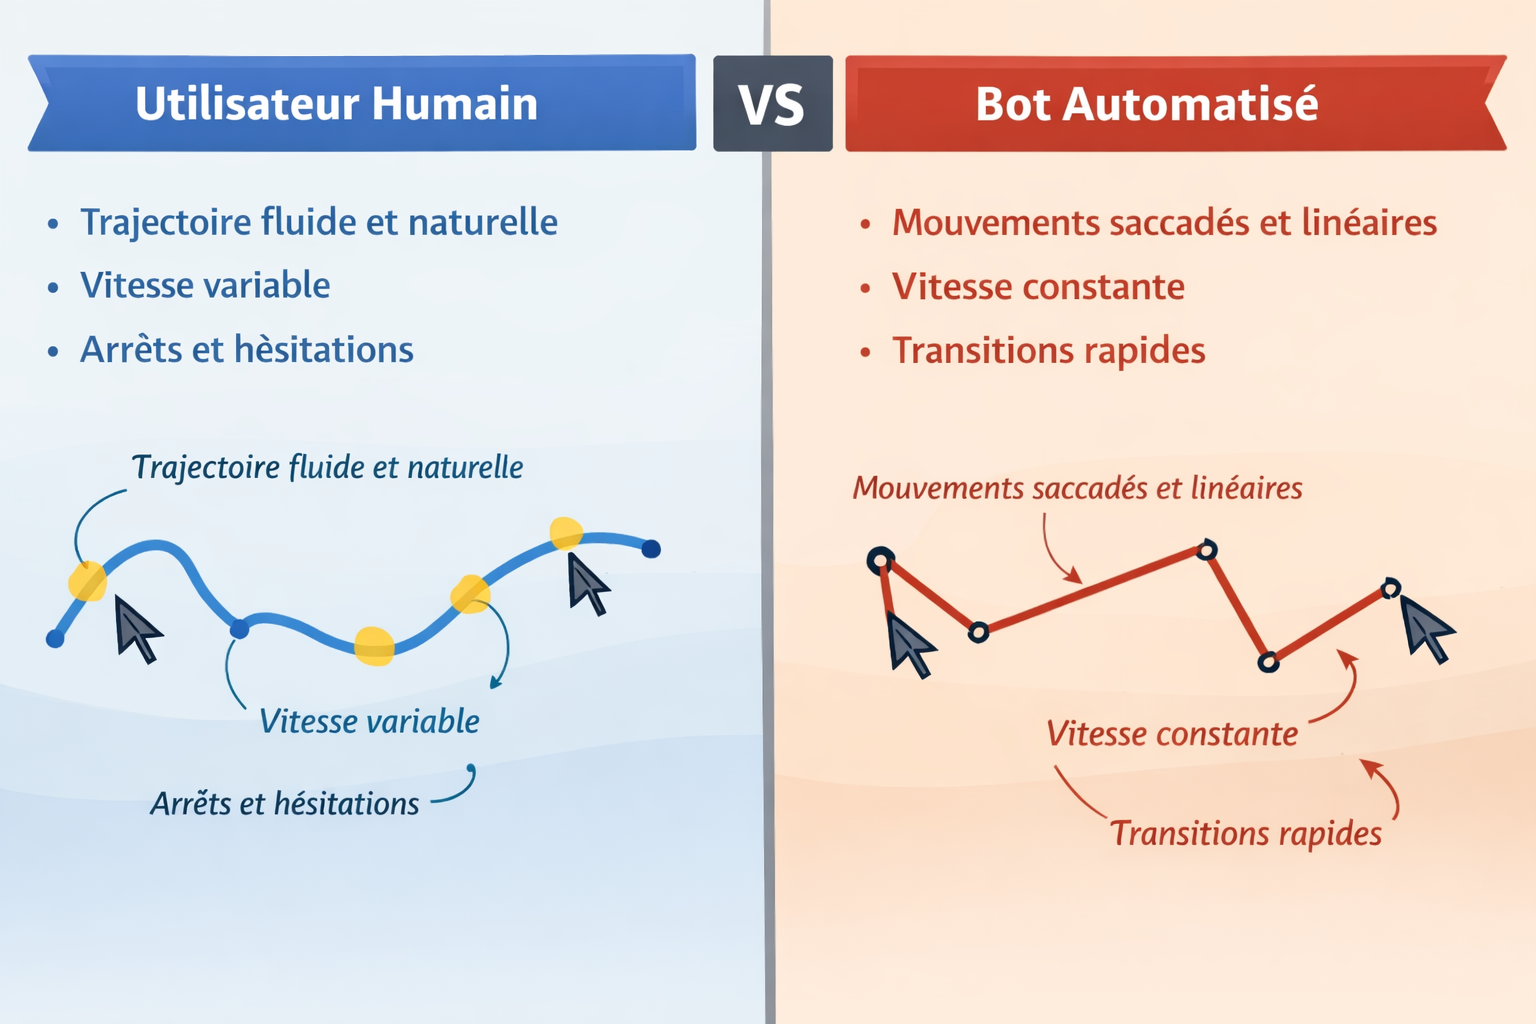 Utilisateur Humain
VS
Bot Automatisé
• Trajectoire fluide et naturelle
• Vitesse variable
• Arrèts et hèsitations
• Mouvements saccadés et linéaires
• Vitesse constante
• Transitions rapides
Trajectoire fluide et naturelle
Vitesse variable
Arrêts et hésitations
Mouvements saccadés et linéaires
Vitesse constante
Transitions rapides